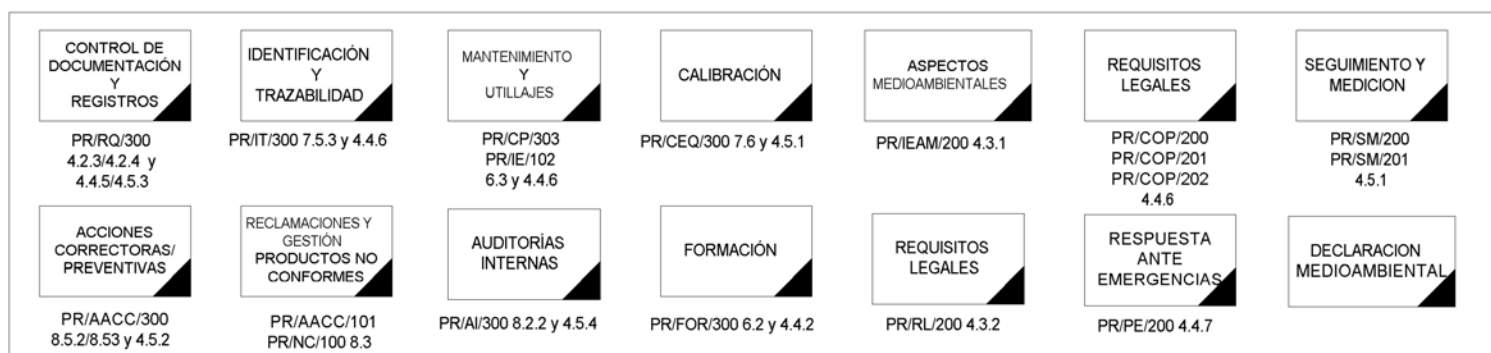 CONTROL DE
DOCUMENTACIÓN
Y
REGISTROS
PR/RQ/300
4.2.3/4.2.4 y
4.4.5/4.5.3
IDENTIFICACIÓN
Y
TRAZABILIDAD
PR/IT/300 7.5.3 y 4.4.6
MANTENIMIENTO
Y
UTILLAJES
PR/CP/303
PR/IE/102
6.3 y 4.4.6
CALIBRACIÓN
PR/CEQ/300 7.6 y 4.5.1
ASPECTOS
MEDIOAMBIENTALES
PR/IEAM/200 4.3.1
REQUISITOS
LEGALES
PR/COP/200
PR/COP/201
PR/COP/202
4.4.6
SEGUIMIENTO Y
MEDICION
PR/SM/200
PR/SM/201
4.5.1
ACCIONES
CORRECTORAS/
PREVENTIVAS
PR/AACC/300
8.5.2/8.53 y 4.5.2
RECLAMACIONES Y
GESTIÓN
PRODUCTOS NO
CONFORMES
PR/AACC/101
PR/NC/100 8.3
AUDITORÍAS
INTERNAS
PR/AI/300 8.2.2 y 4.5.4
FORMACIÓN
PR/FOR/300 6.2 y 4.4.2
REQUISITOS
LEGALES
PR/RL/200 4.3.2
RESPUESTA
ANTE
EMERGENCIAS
PR/PE/200 4.4.7
DECLARACION
MEDIOAMBIENTAL